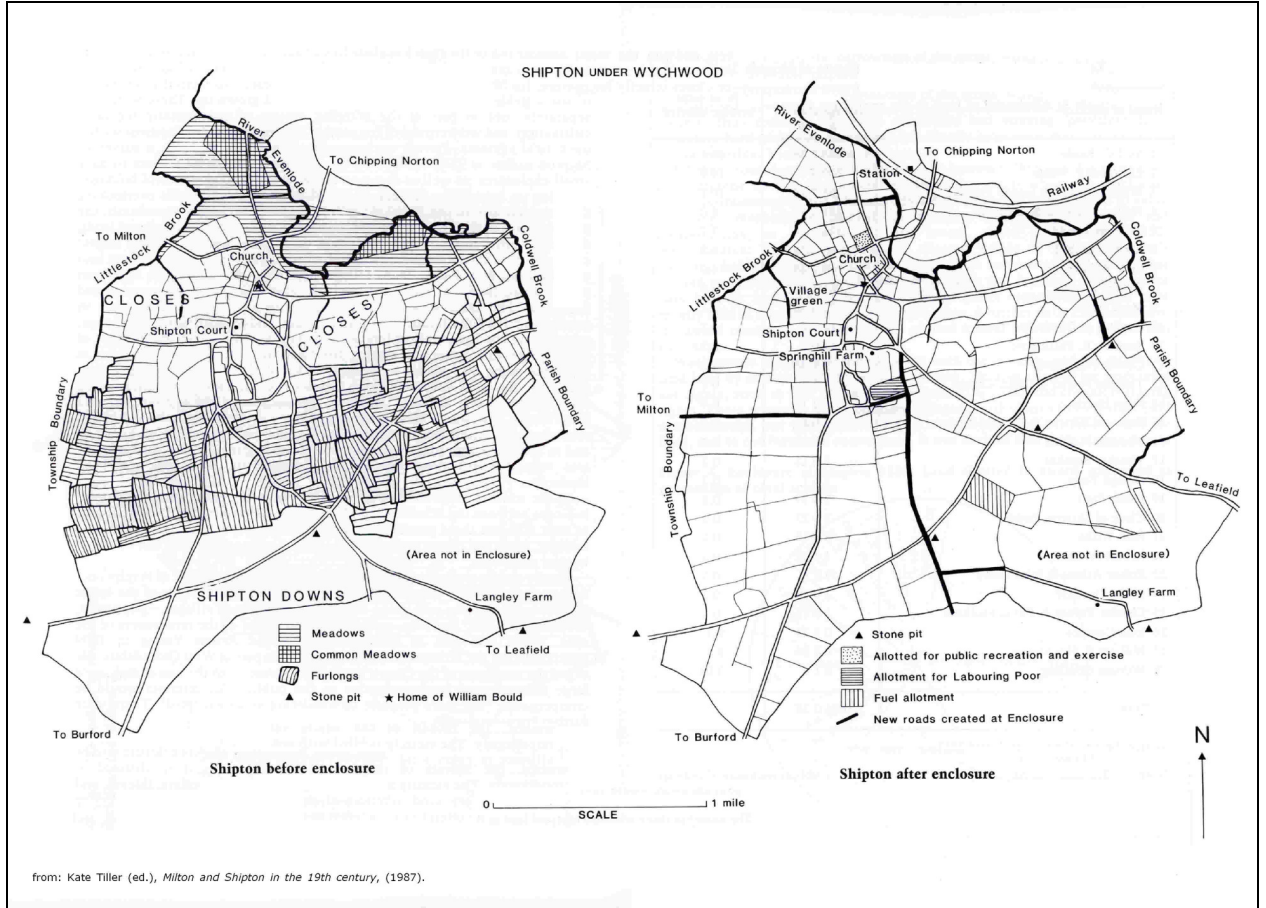 SHIPTON UNDER WYCHWOOD
River
Evenlode
To Chipping Norton
Littlestock Brook
To Milton
Church
CLOSES
CLOSES
Shipton Court
Coldwell Brook
Parish Boundary
Township Boundary
(Area not in Enclosure)
SHIPTON DOWNS
Langley Farm
To Leafield
Meadows
Common Meadows
Furlongs
Stone pit
Home of William Bould
To Burford
Shipton before enclosure
River Evenlode
To Chipping Norton
Station
Railway
Littlestock Brook
Church
Village
green
Coldwell Brook
Shipton Court
Springhill Farm
Parish Boundary
To
Milton
Township Boundary
To Leafield
(Area not in Enclosure)
Langley Farm
Stone pit
Allotted for public recreation and exercise
Allotment for Labouring Poor
Fuel allotment
New roads created at Enclosure
To Burford
Shipton after enclosure
N
0 1 mile
SCALE
from: Kate Tiller (ed.), Milton and Shipton in the 19th century, (1987).